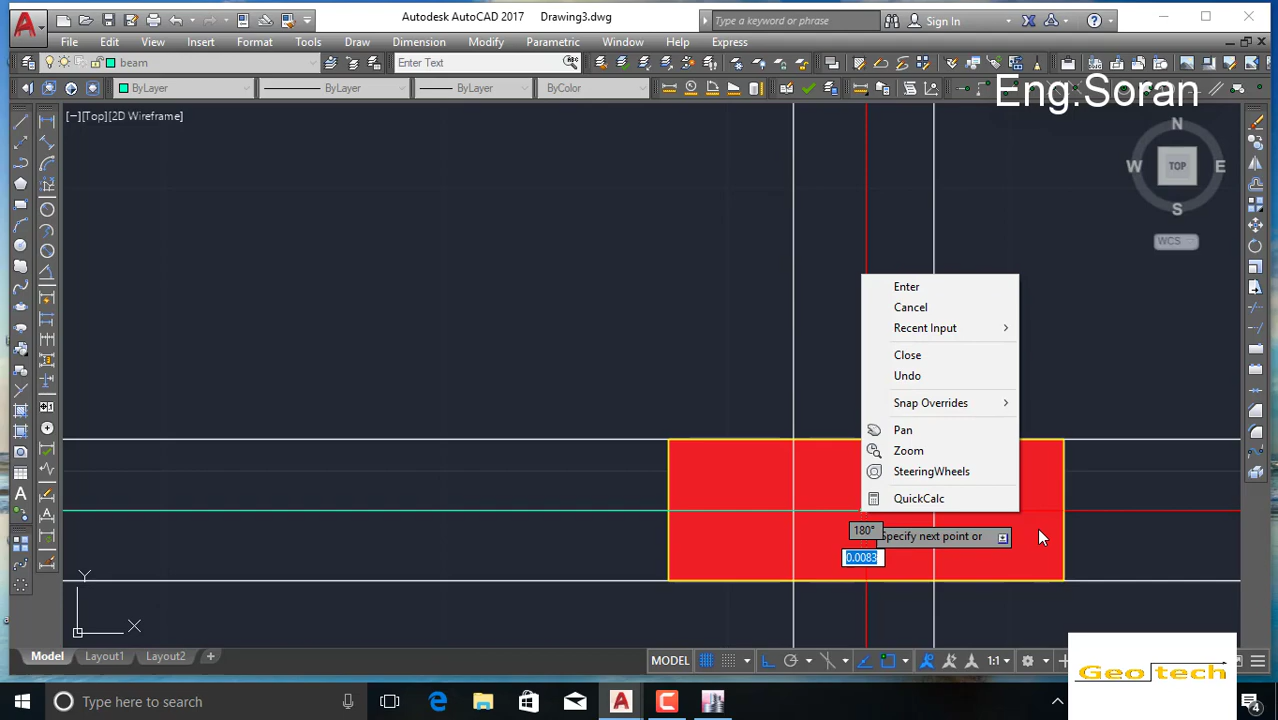 Autodesk AutoCAD 2017 Drawing3.dwg
Type a keyword or phrase
Sign In
File Edit View Insert Format Tools Draw Dimension Modify Parametric Window Help Express
beam
Enter Text
ByLayer
ByLayer
ByLayer
ByColor
Eng.Soran
[−][Top][2D Wireframe]
N
W
TOP
E
S
WCS
Enter
Cancel
Recent Input
Close
Undo
Snap Overrides
Pan
Zoom
SteeringWheels
QuickCalc
180°
Specify next point or
0.0083
Y
X
Model Layout1 Layout2 +
MODEL
1:1
Geotech
Type here to search
4